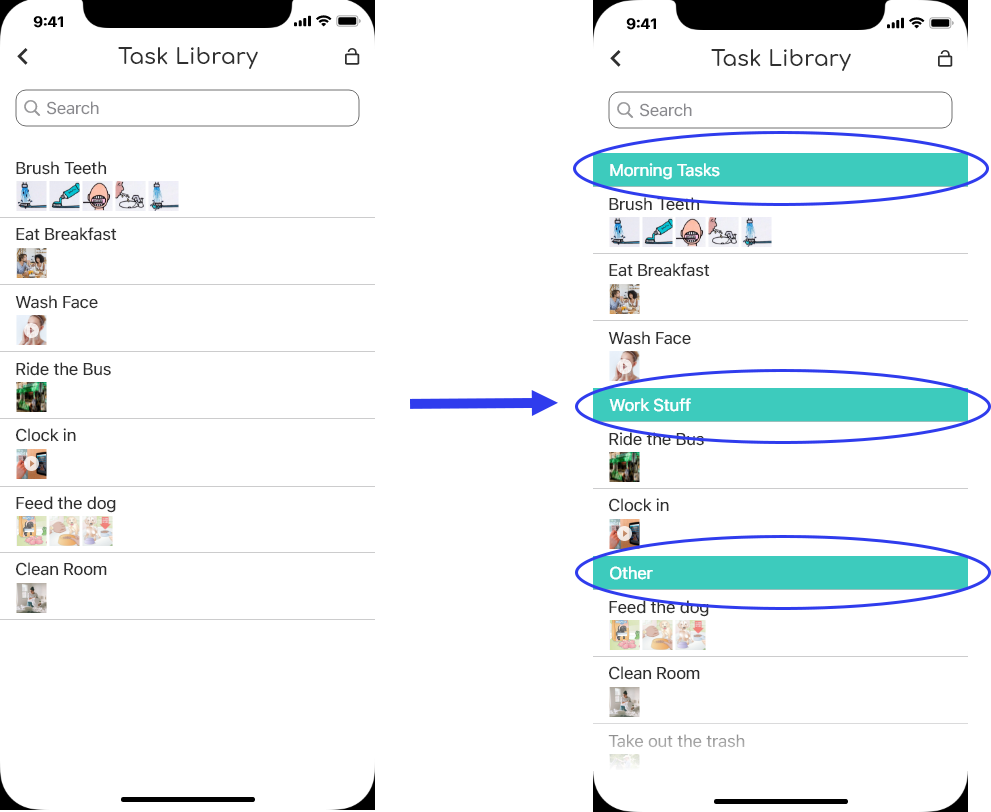 9:41
Task Library
Search
Brush Teeth
Eat Breakfast
Wash Face
Ride the Bus
Clock in
Feed the dog
Clean Room
9:41
Task Library
Search
Morning Tasks
Brush Teeth
Eat Breakfast
Wash Face
Work Stuff
Ride the Bus
Clock in
Other
Feed the dog
Clean Room
Take out the trash